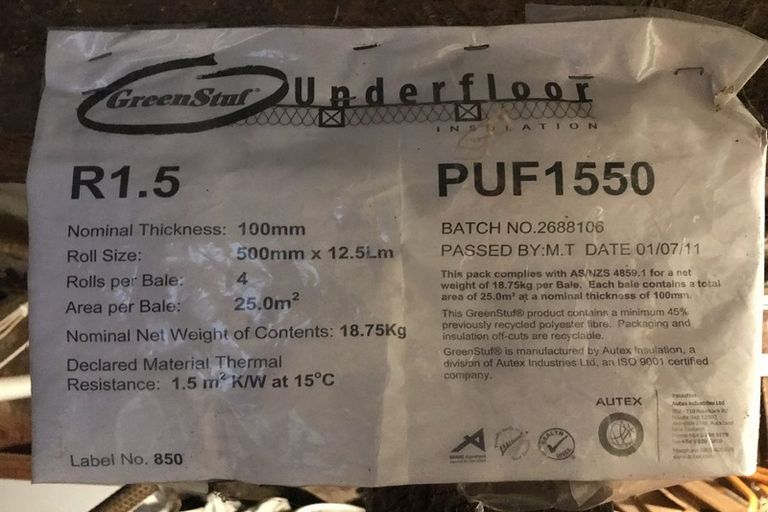 GreenStuf® Underfloor
INSULATION
R1.5
Nominal Thickness: 100mm
Roll Size: 500mm x 12.5Lm
Rolls per Bale: 4
Area per Bale: 25.0m²
Nominal Net Weight of Contents: 18.75Kg
Declared Material Thermal
Resistance: 1.5 m² K/W at 15°C
Label No. 850
PUF1550
BATCH NO.2688106
PASSED BY:M.T DATE 01/07/11
This pack complies with AS/NZS 4859.1 for a net
weight of 18.75kg per Bale. Each bale contains a total
area of 25.0m² at a nominal thickness of 100mm.
This GreenStuf® product contains a minimum 45%
previously recycled polyester fibre. Packaging and
insulation off-cuts are recyclable.
GreenStuf® is manufactured by Autex Insulation, a
division of Autex Industries Ltd, an ISO 9001 certified
company.
AUTEX
Autex Industries Ltd